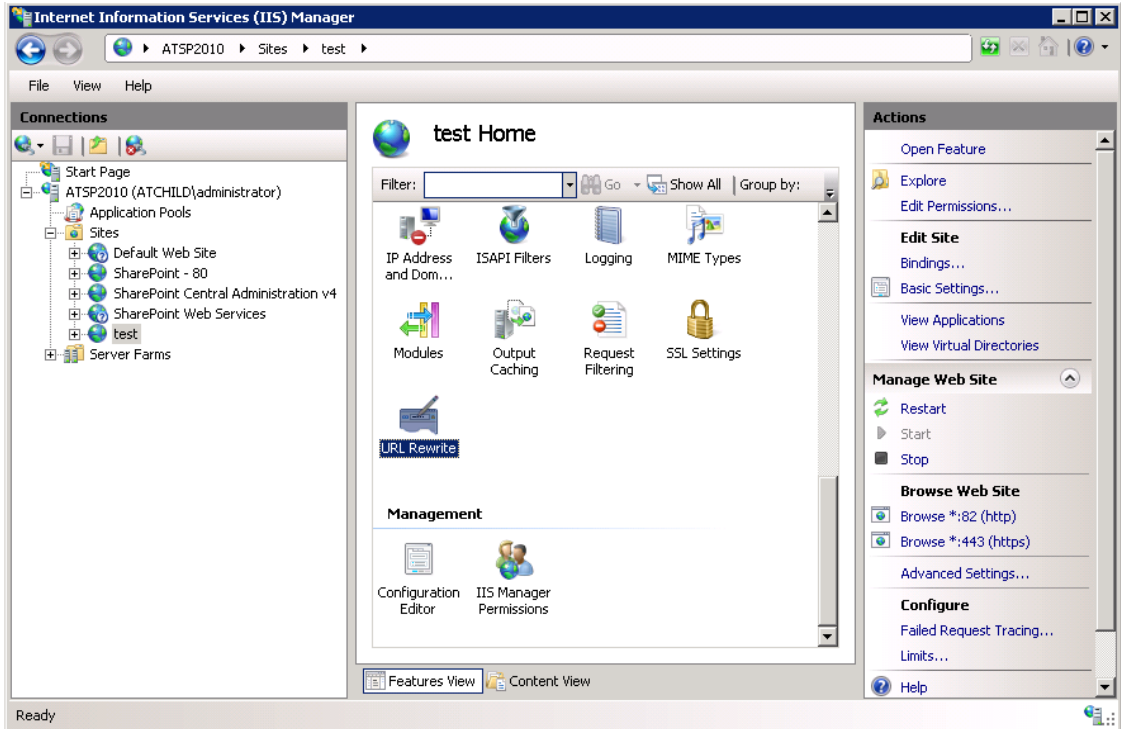 Internet Information Services (IIS) Manager
ATSP2010 Sites test
File View Help
Connections
Start Page
ATSP2010 (ATCHILD\administrator)
Application Pools
Sites
Default Web Site
SharePoint - 80
SharePoint Central Administration v4
SharePoint Web Services
test
Server Farms
test Home
Filter: Go Show All Group by:
IP Address
and Dom...
ISAPI Filters
Logging
MIME Types
Modules
Output
Caching
Request
Filtering
SSL Settings
URL Rewrite
Management
Configuration
Editor
IIS Manager
Permissions
Features View Content View
Actions
Open Feature
Explore
Edit Permissions...
Edit Site
Bindings...
Basic Settings...
View Applications
View Virtual Directories
Manage Web Site
Restart
Start
Stop
Browse Web Site
Browse *:82 (http)
Browse *:443 (https)
Advanced Settings...
Configure
Failed Request Tracing...
Limits...
Help
Ready